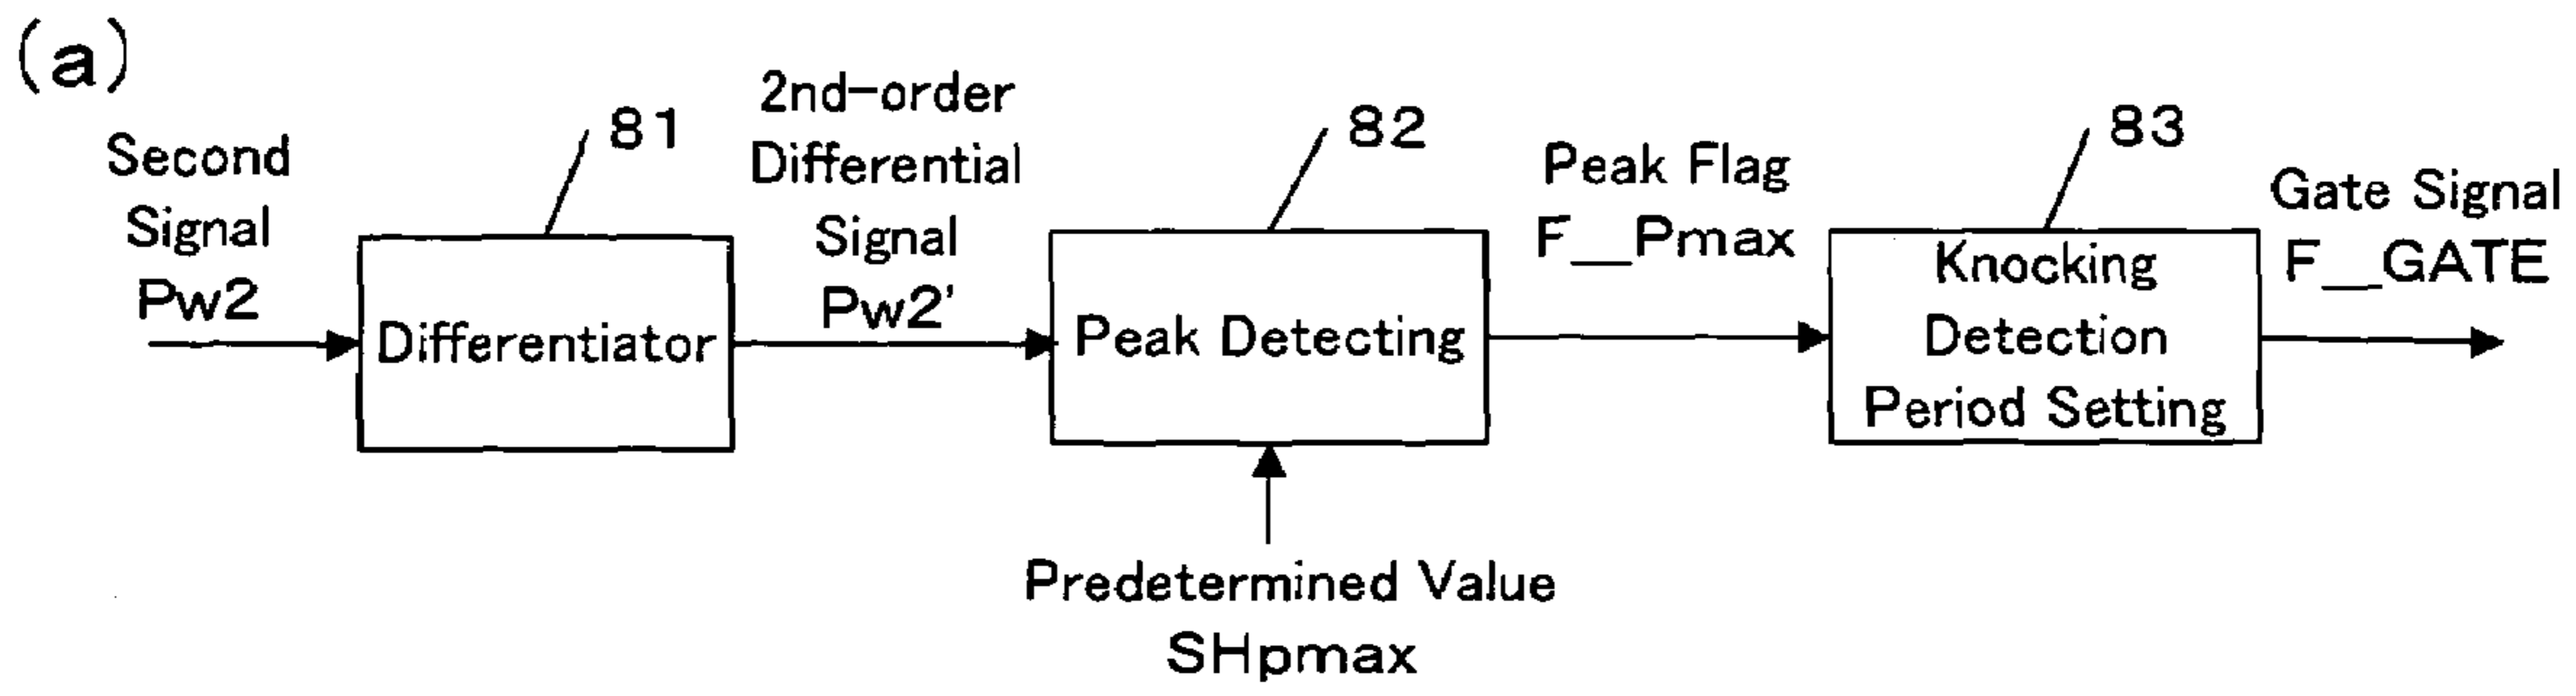 (a)
Second
Signal
Pw2
81
Differentiator
2nd-order
Differential
Signal
Pw2'
82
Peak Detecting
Predetermined Value
SHpmax
Peak Flag
F__Pmax
83
Knocking
Detection
Period Setting
Gate Signal
F__GATE